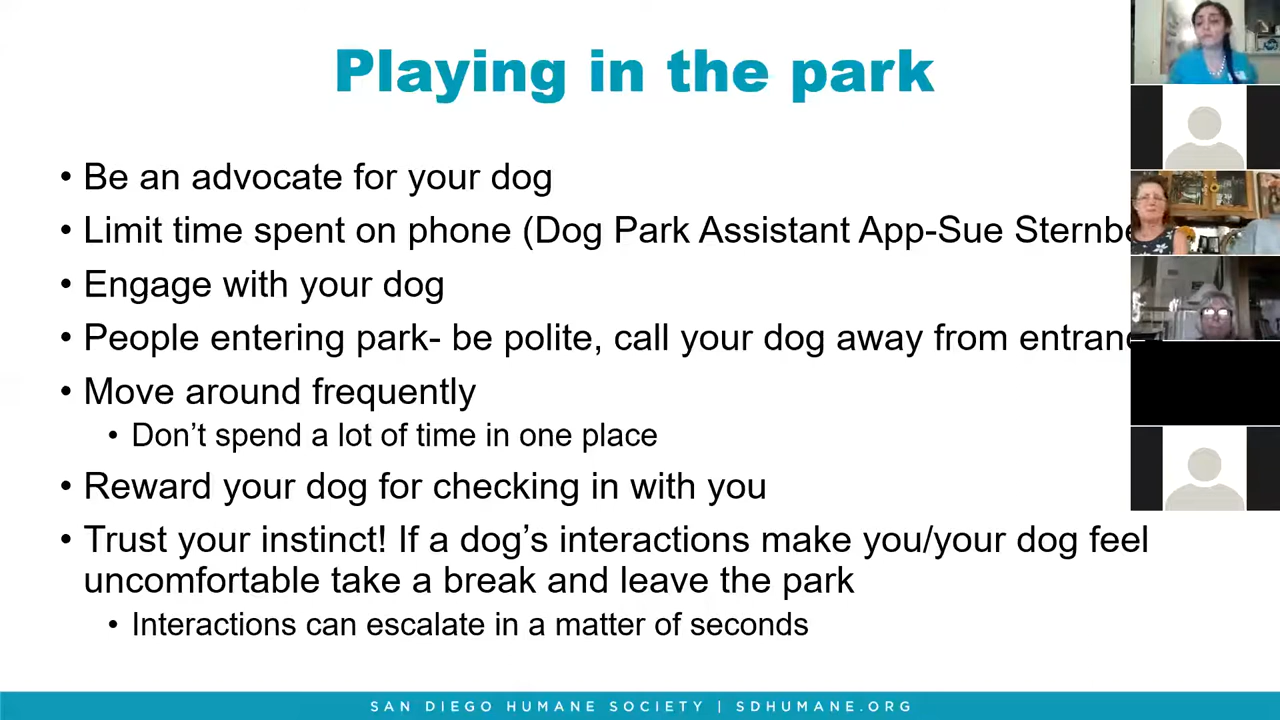 Playing in the park
• Be an advocate for your dog
• Limit time spent on phone (Dog Park Assistant App-Sue
• Engage with your dog
• People entering park- be polite, call your dog away from
• Move around frequently
• Don’t spend a lot of time in one place
• Reward your dog for checking in with you
• Trust your instinct! If a dog’s interactions make you/your dog feel
uncomfortable take a break and leave the park
• Interactions can escalate in a matter of seconds
SAN DIEGO HUMANE SOCIETY | SDHUMANE.ORG